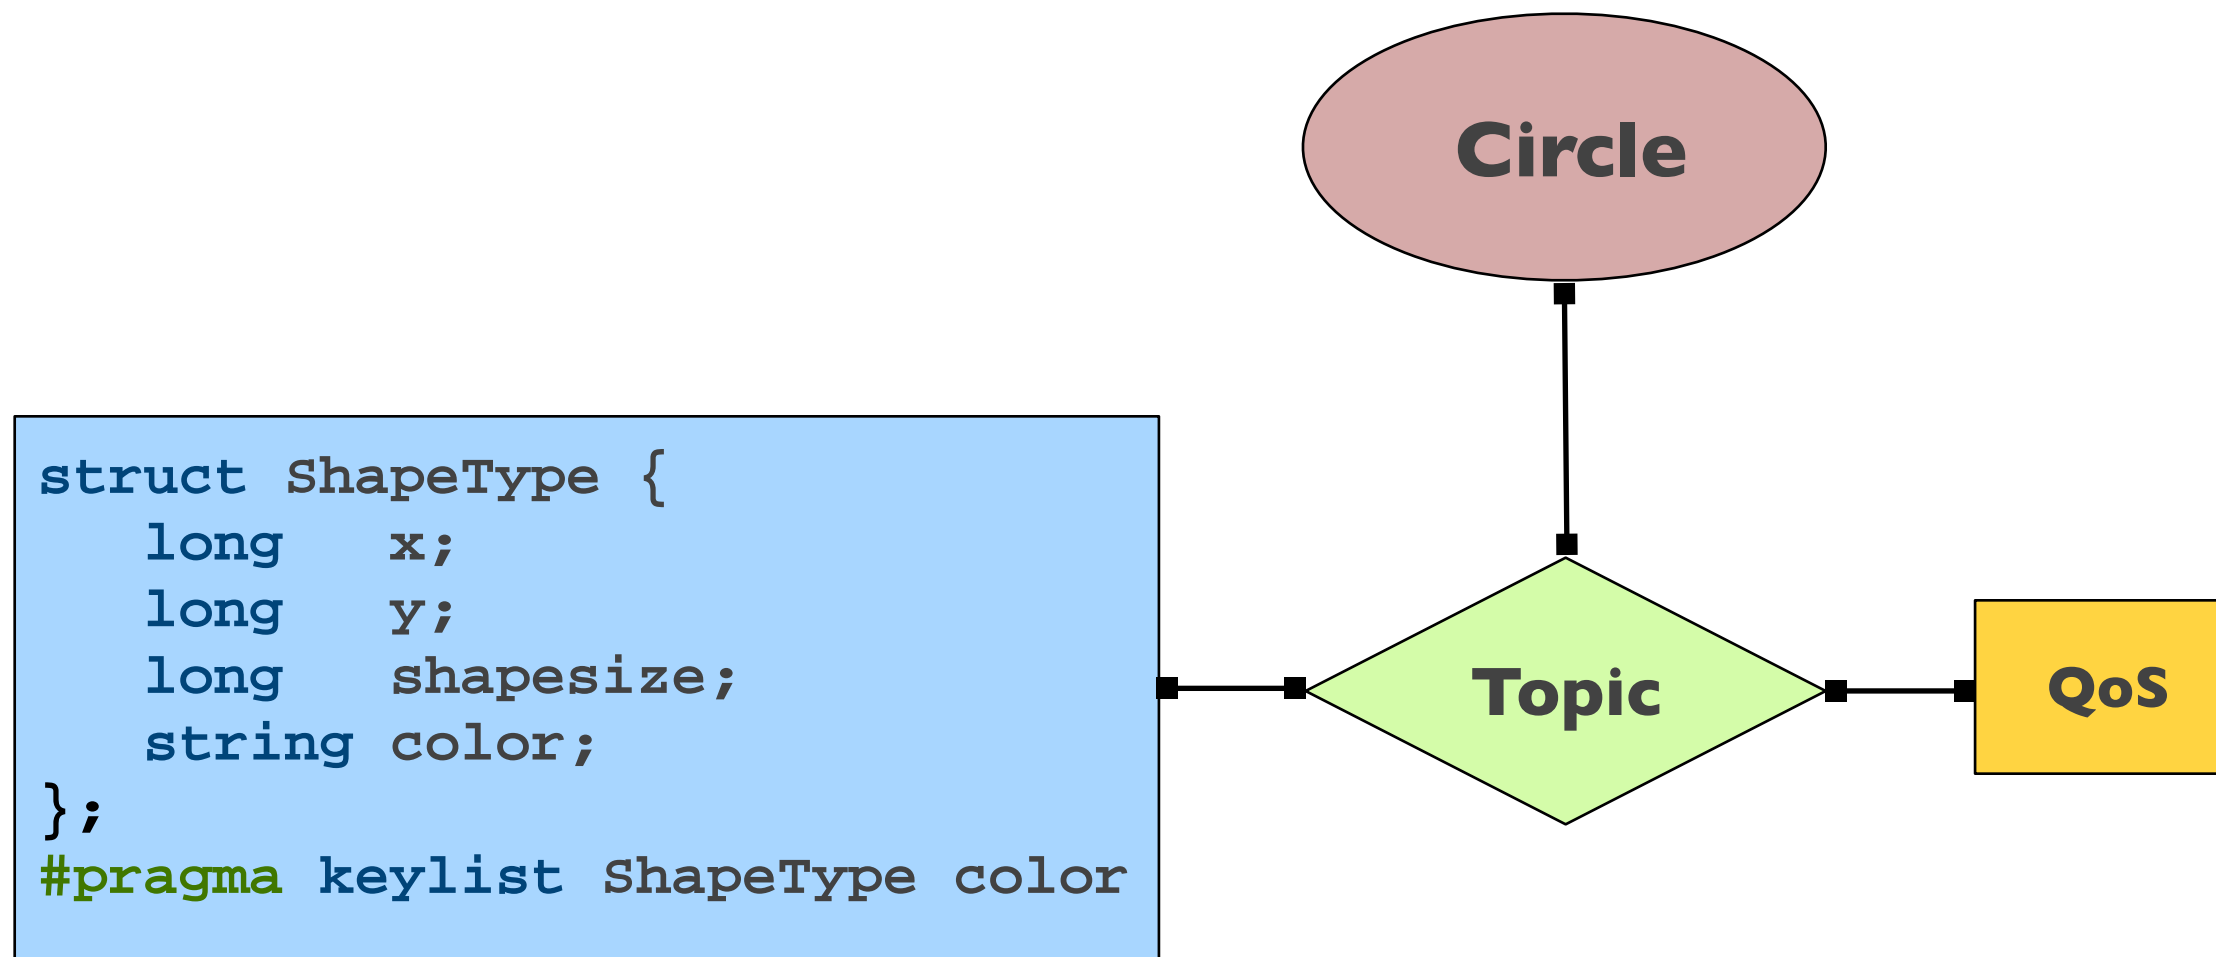 Circle
struct ShapeType {
   long   x;
   long   y;
   long   shapesize;
   string color;
};
#pragma keylist ShapeType color
Topic
QoS